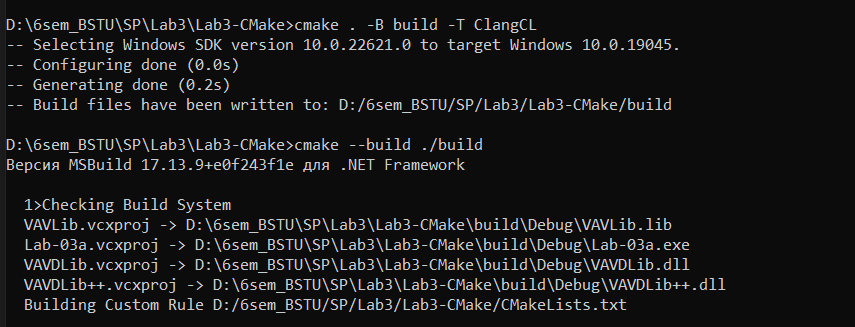 D:\6sem_BSTU\SP\Lab3\Lab3-CMake>cmake . -B build -T ClangCL
-- Selecting Windows SDK version 10.0.22621.0 to target Windows 10.0.19045.
-- Configuring done (0.0s)
-- Generating done (0.2s)
-- Build files have been written to: D:/6sem_BSTU/SP/Lab3/Lab3-CMake/build
D:\6sem_BSTU\SP\Lab3\Lab3-CMake>cmake --build ./build
Версия MSBuild 17.13.9+e0f243f1e для .NET Framework
1>Checking Build System
VAVLib.vcxproj -> D:\6sem_BSTU\SP\Lab3\Lab3-CMake\build\Debug\VAVLib.lib
Lab-03a.vcxproj -> D:\6sem_BSTU\SP\Lab3\Lab3-CMake\build\Debug\Lab-03a.exe
VAVDLib.vcxproj -> D:\6sem_BSTU\SP\Lab3\Lab3-CMake\build\Debug\VAVDLib.dll
VAVDLib++.vcxproj -> D:\6sem_BSTU\SP\Lab3\Lab3-CMake\build\Debug\VAVDLib++.dll
Building Custom Rule D:/6sem_BSTU/SP/Lab3/Lab3-CMake/CMakeLists.txt